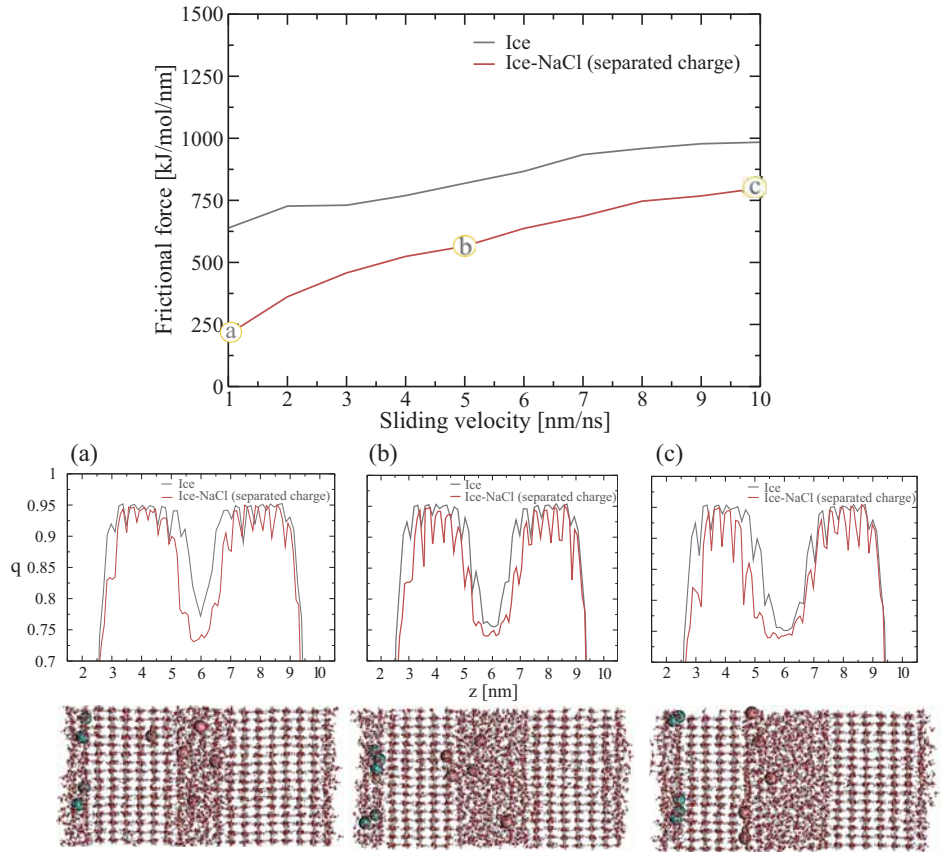 1500
1250
1000
750
500
250
0
Frictional force [kJ/mol/nm]
Ice
Ice-NaCl (separated charge)
a
b
c
1 2 3 4 5 6 7 8 9 10
Sliding velocity [nm/ns]
(a)
(b)
(c)
1
0.95
0.9
0.85
0.8
0.75
0.7
q
Ice
Ice-NaCl (separated charge)
Ice
Ice-NaCl (separated charge)
Ice
Ice-NaCl (separated charge)
2 3 4 5 6 7 8 9 10
2 3 4 5 6 7 8 9 10
2 3 4 5 6 7 8 9 10
z [nm]